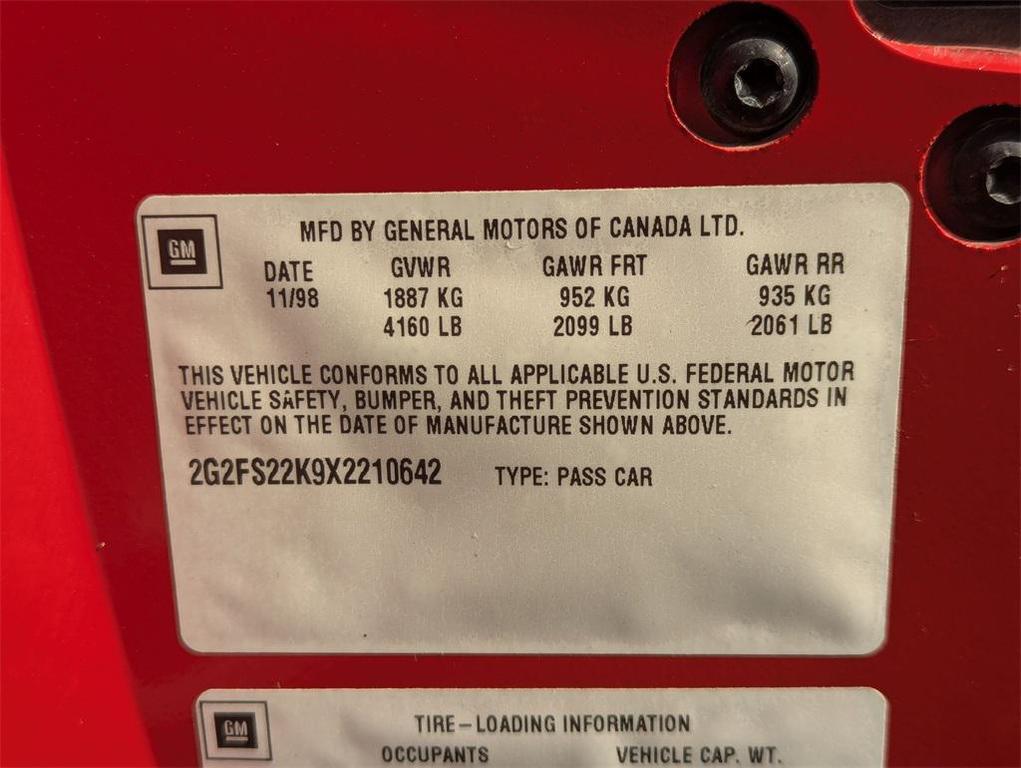 GM
MFD BY GENERAL MOTORS OF CANADA LTD.
DATE GVWR GAWR FRT GAWR RR
11/98 1887 KG 952 KG 935 KG
4160 LB 2099 LB 2061 LB
THIS VEHICLE CONFORMS TO ALL APPLICABLE U.S. FEDERAL MOTOR
VEHICLE SAFETY, BUMPER, AND THEFT PREVENTION STANDARDS IN
EFFECT ON THE DATE OF MANUFACTURE SHOWN ABOVE.
2G2FS22K9X2210642 TYPE: PASS CAR
GM
TIRE-LOADING INFORMATION
OCCUPANTS VEHICLE CAP. WT.